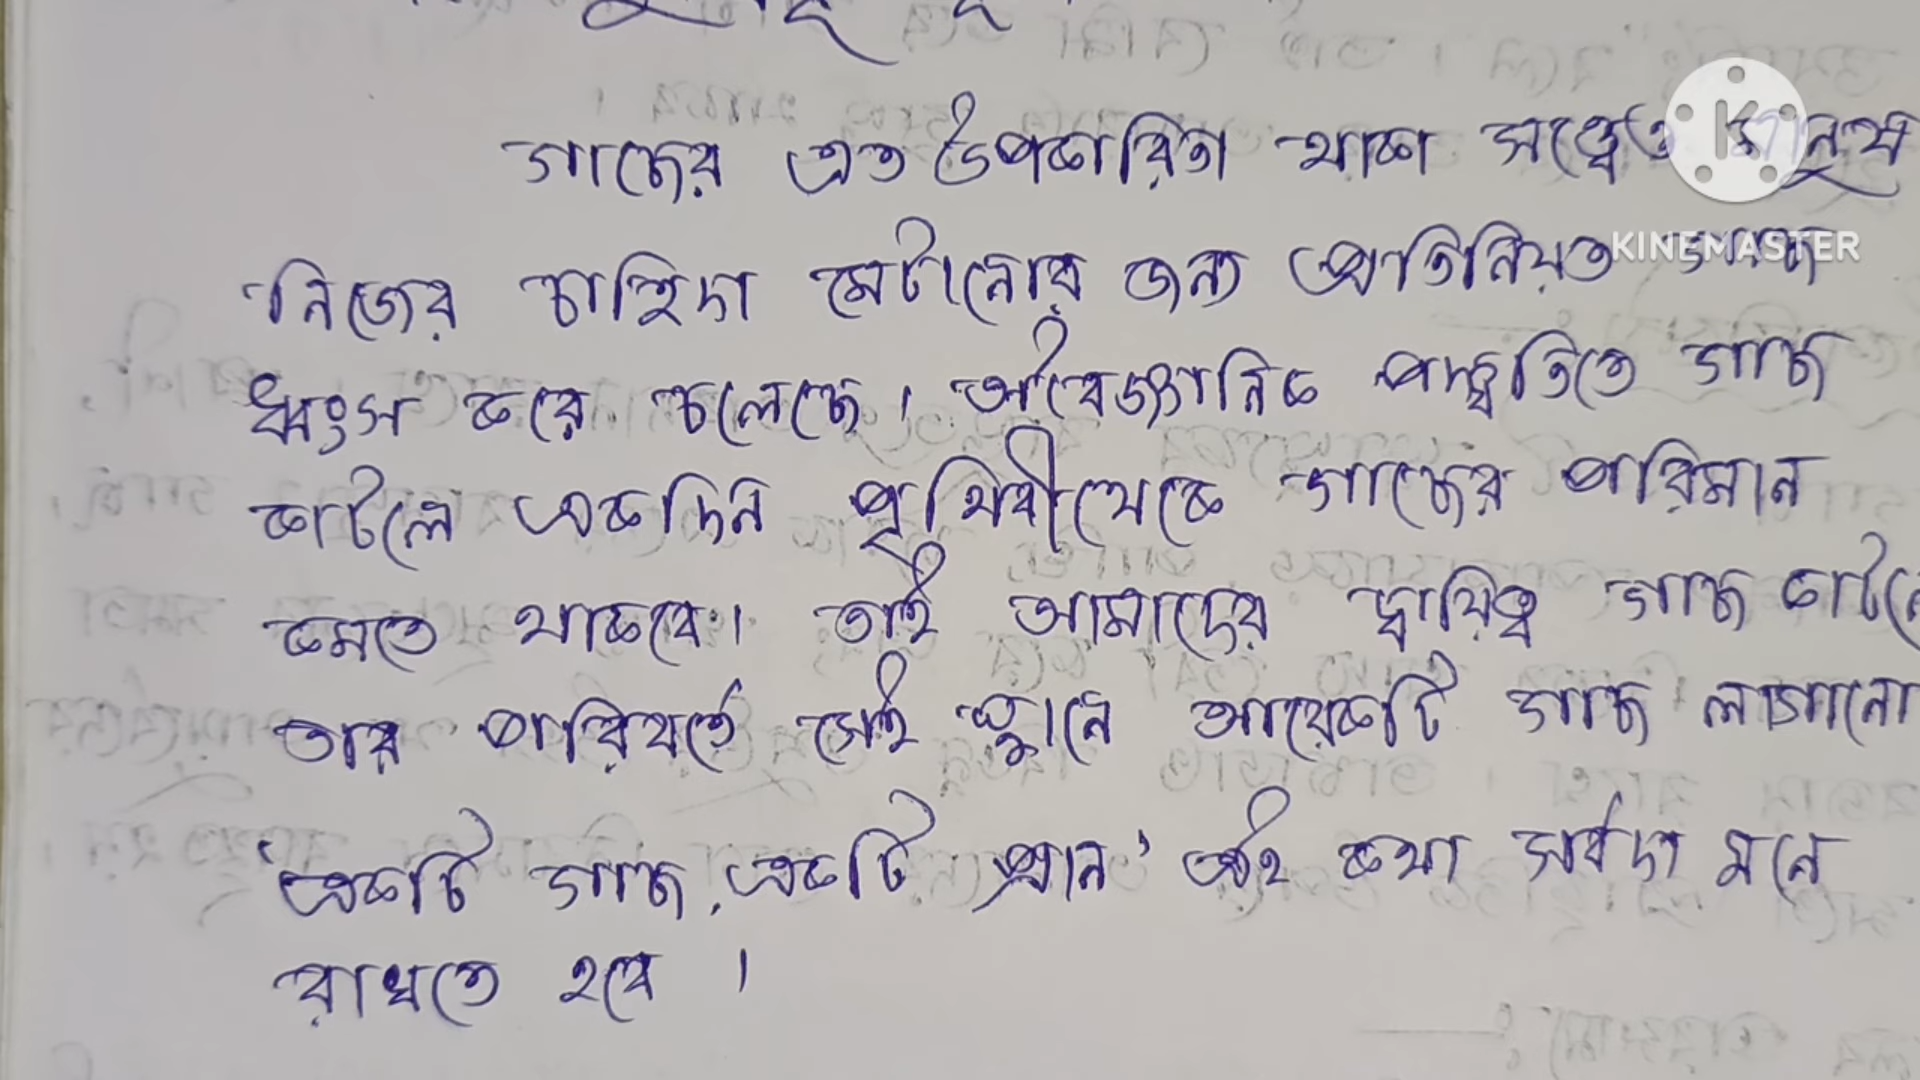 গাছের এত উপকারিতা থাকা সত্ত্বেও মানুষ
নিজের চাহিদা মেটানোর জন্য প্রতিনিয়ত গাছ
ধ্বংস করে চলেছে। অবৈজ্ঞানিক পদ্ধতিতে গাছ
কাটলে একদিন পৃথিবী থেকে গাছের পরিমান
কমতে থাকবে। তাই আমাদের দ্বায়িত্ব গাছ কাটলে
তার পরিবর্তে সেই স্থানে আরেকটি গাছ লাগানো
'একটি গাছ, একটি প্রান' এই কথা সর্বদা মনে
রাখতে হবে।
KINEMASTER